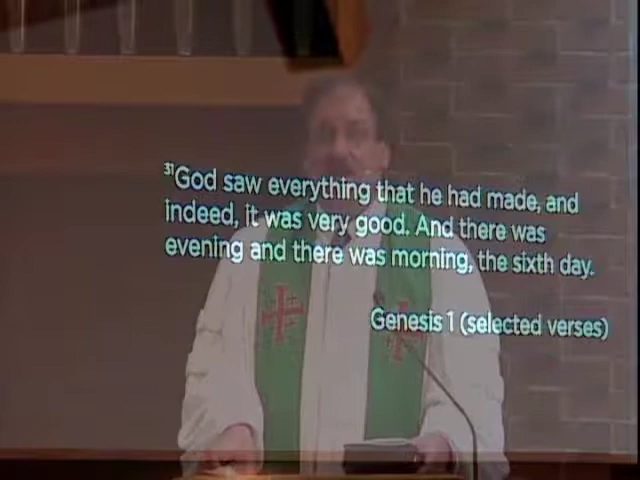 ³¹God saw everything that he had made, and
indeed, it was very good. And there was
evening and there was morning, the sixth day.
Genesis 1 (selected verses)